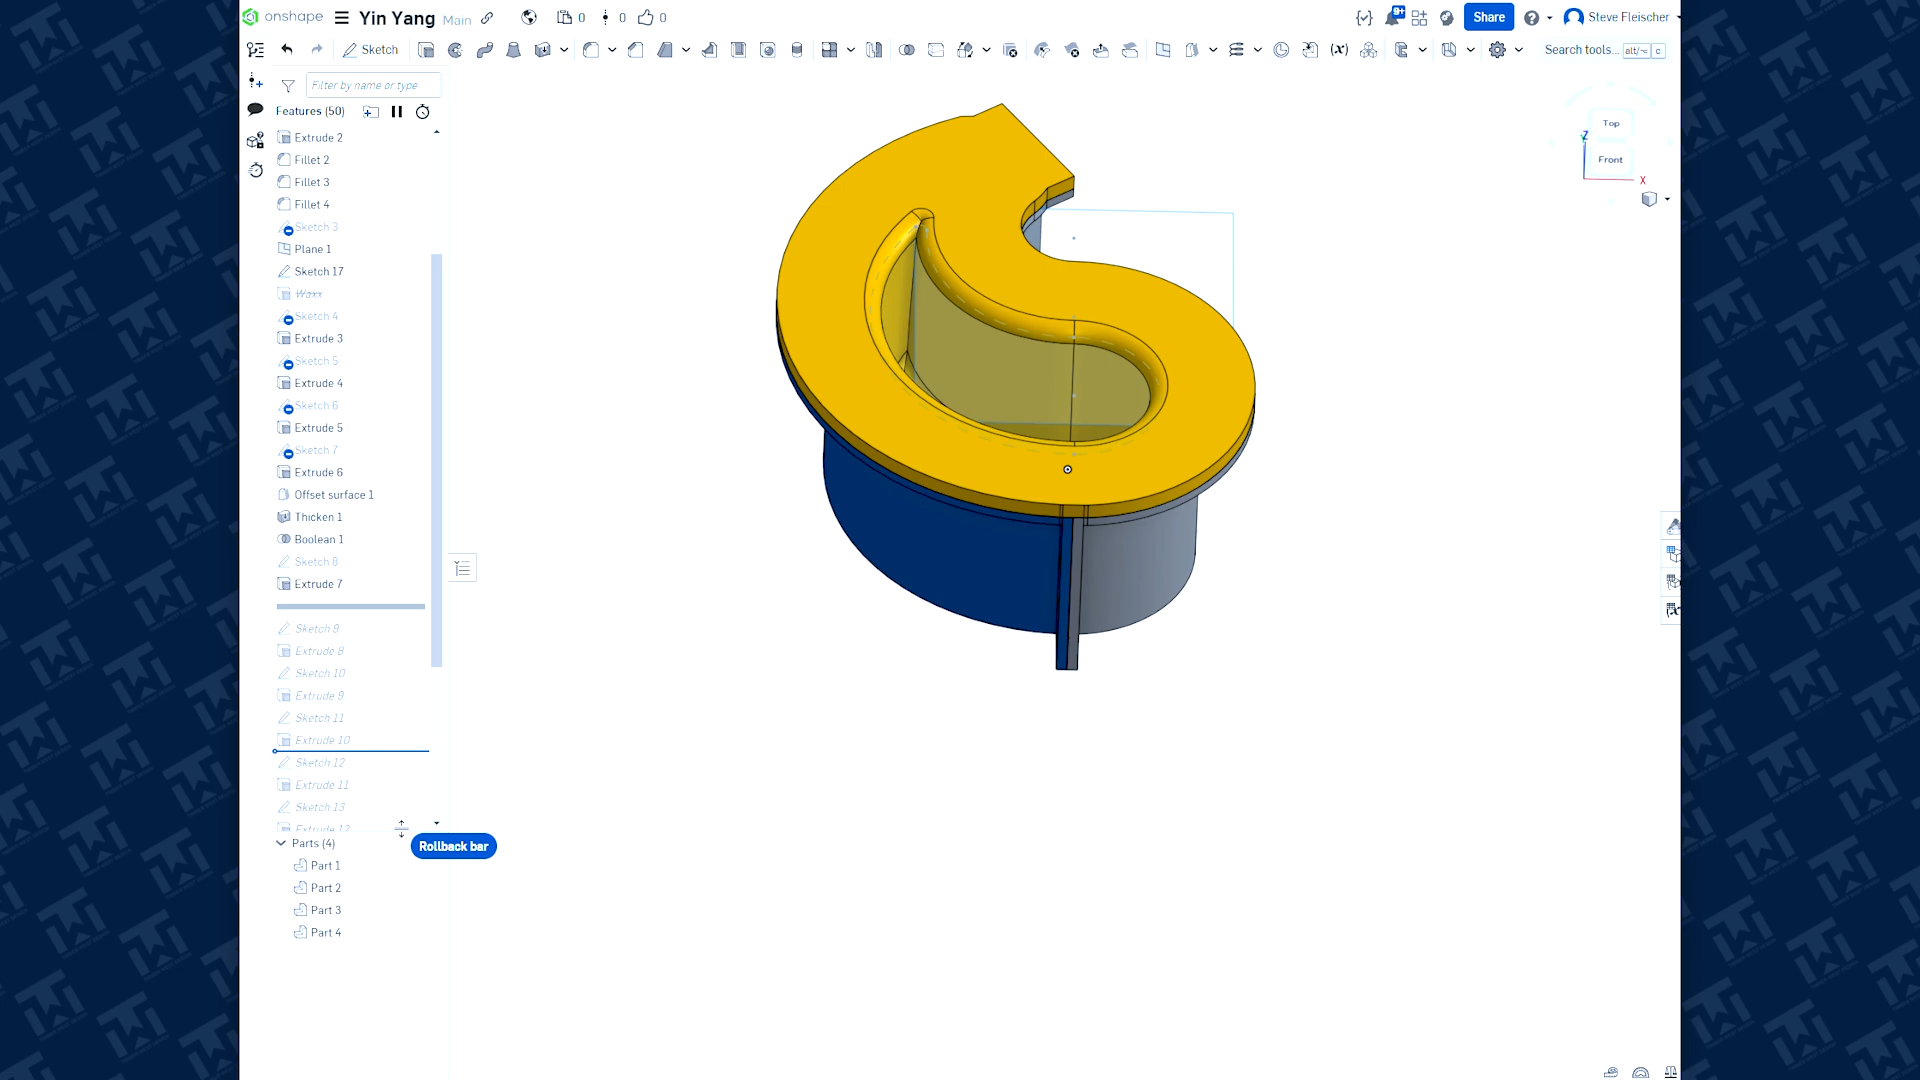 onshape Yin Yang Main 0 0 0
9+ Share Steve Fleischer
Sketch Search tools... alt/⌥ c
Filter by name or type
Features (50)
Extrude 2
Fillet 2
Fillet 3
Fillet 4
Sketch 3
Plane 1
Sketch 17
Waxx
Sketch 4
Extrude 3
Sketch 5
Extrude 4
Sketch 6
Extrude 5
Sketch 7
Extrude 6
Offset surface 1
Thicken 1
Boolean 1
Sketch 8
Extrude 7
Sketch 9
Extrude 8
Sketch 10
Extrude 9
Sketch 11
Extrude 10
Sketch 12
Extrude 11
Sketch 13
Extrude 12
Rollback bar
Parts (4)
Part 1
Part 2
Part 3
Part 4
Top
Z
Front
X